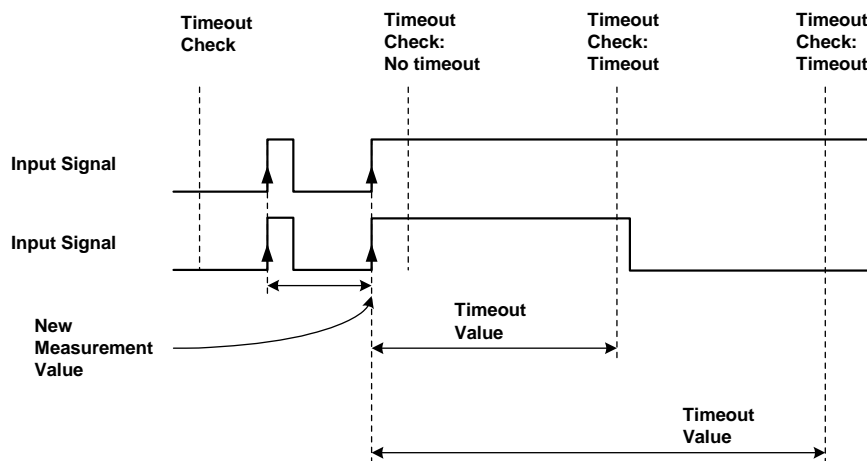 Timeout
Check
Timeout
Check:
No timeout
Timeout
Check:
Timeout
Timeout
Check:
Timeout
Input Signal
Input Signal
New
Measurement
Value
Timeout
Value
Timeout
Value